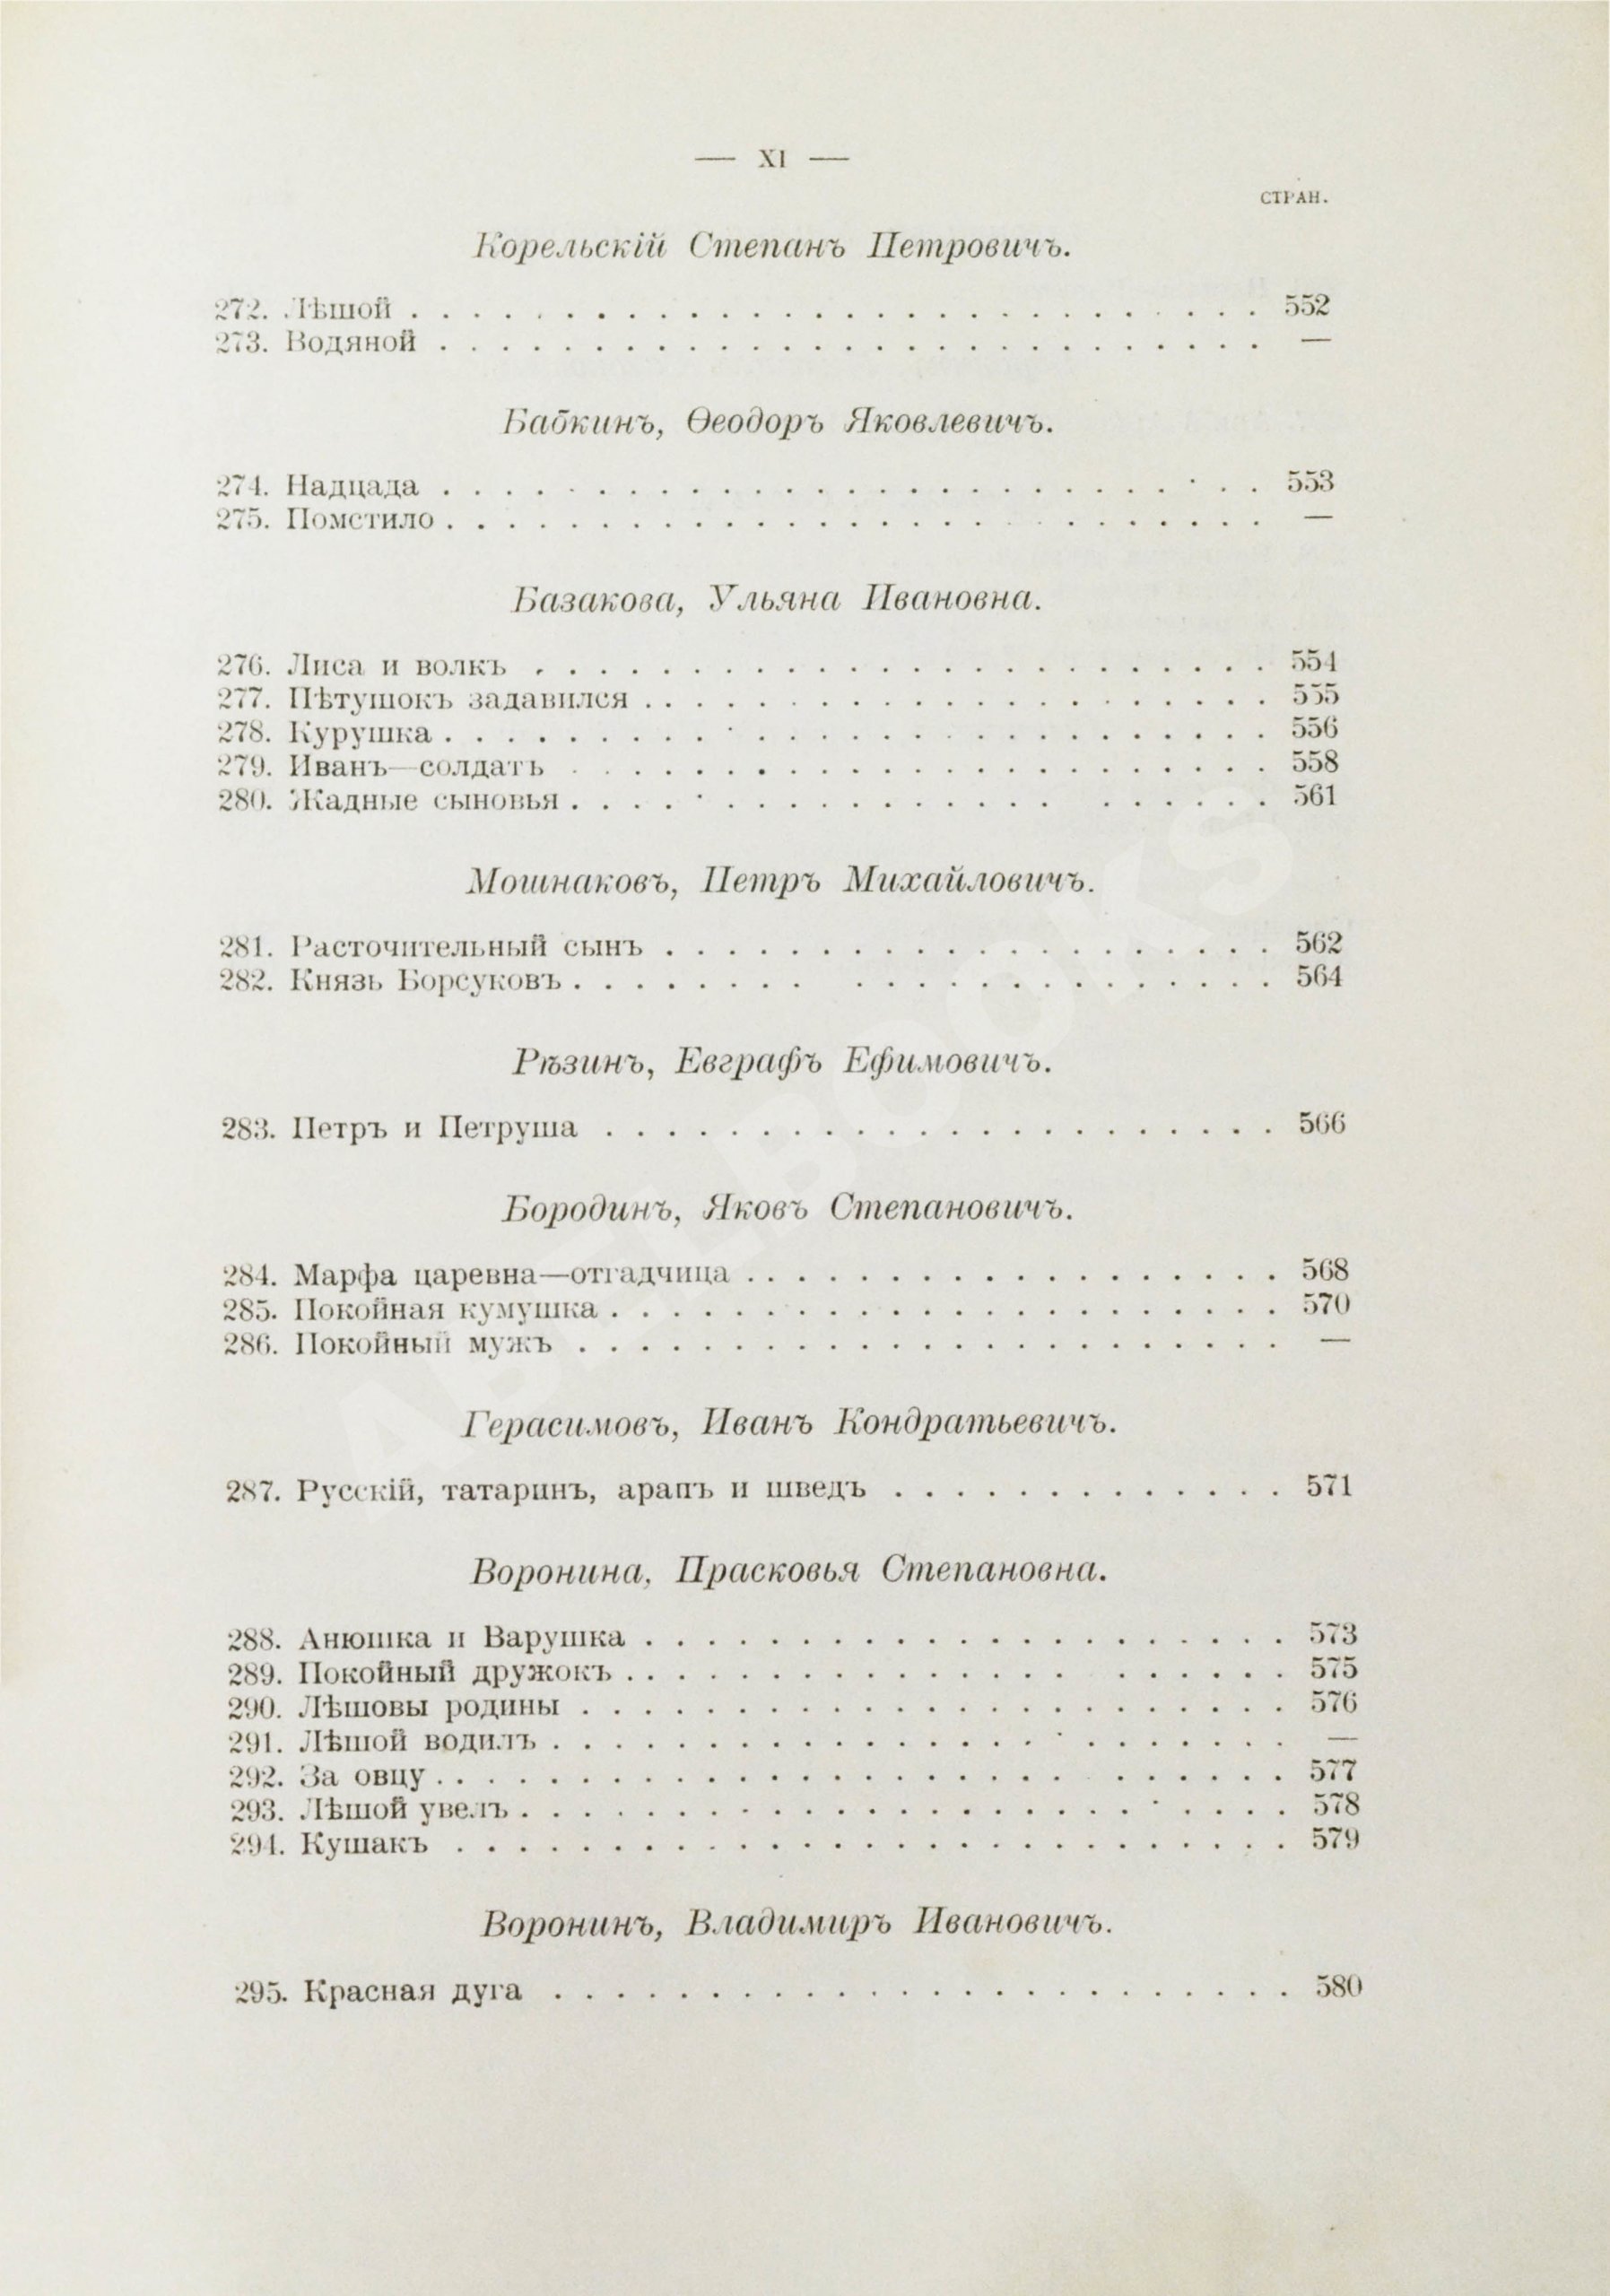 — XI —
СТРАН.
Корельскій Степанъ Петровичъ.
272. Лѣшой . . . . . . . . . . . . . . . . . . . . . . . . . . . . 552
273. Водяной . . . . . . . . . . . . . . . . . . . . . . . . . . . —
Бабкинъ, Ѳеодоръ Яковлевичъ.
274. Надцада . . . . . . . . . . . . . . . . . . . . . . . . . . . 553
275. Помстило . . . . . . . . . . . . . . . . . . . . . . . . . . . —
Базакова, Ульяна Ивановна.
276. Лиса и волкъ . . . . . . . . . . . . . . . . . . . . . . . . 554
277. Пѣтушокъ задавился . . . . . . . . . . . . . . . . . . . . 555
278. Курушка . . . . . . . . . . . . . . . . . . . . . . . . . . . 556
279. Иванъ—солдатъ . . . . . . . . . . . . . . . . . . . . . . . 558
280. Жадные сыновья . . . . . . . . . . . . . . . . . . . . . . 561
Мошнаковъ, Петръ Михайловичъ.
281. Расточительный сынъ . . . . . . . . . . . . . . . . . . . . 562
282. Князь Борсуковъ . . . . . . . . . . . . . . . . . . . . . . 564
Рѣзинъ, Евграфъ Ефимовичъ.
283. Петръ и Петруша . . . . . . . . . . . . . . . . . . . . . . 566
Бородинъ, Яковъ Степановичъ.
284. Марфа царевна—отгадчица . . . . . . . . . . . . . . . . . . 568
285. Покойная кумушка . . . . . . . . . . . . . . . . . . . . . . 570
286. Покойный мужъ . . . . . . . . . . . . . . . . . . . . . . . —
Герасимовъ, Иванъ Кондратьевичъ.
287. Русскій, татаринъ, арапъ и шведъ . . . . . . . . . . . . . 571
Воронина, Прасковья Степановна.
288. Анюшка и Варушка . . . . . . . . . . . . . . . . . . . . . 573
289. Покойный дружокъ . . . . . . . . . . . . . . . . . . . . . 575
290. Лѣшовы родины . . . . . . . . . . . . . . . . . . . . . . . 576
291. Лѣшой водилъ . . . . . . . . . . . . . . . . . . . . . . . . —
292. За овцу . . . . . . . . . . . . . . . . . . . . . . . . . . . 577
293. Лѣшой увелъ . . . . . . . . . . . . . . . . . . . . . . . . 578
294. Кушакъ . . . . . . . . . . . . . . . . . . . . . . . . . . . 579
Воронинъ, Владимиръ Ивановичъ.
295. Красная дуга . . . . . . . . . . . . . . . . . . . . . . . . 580